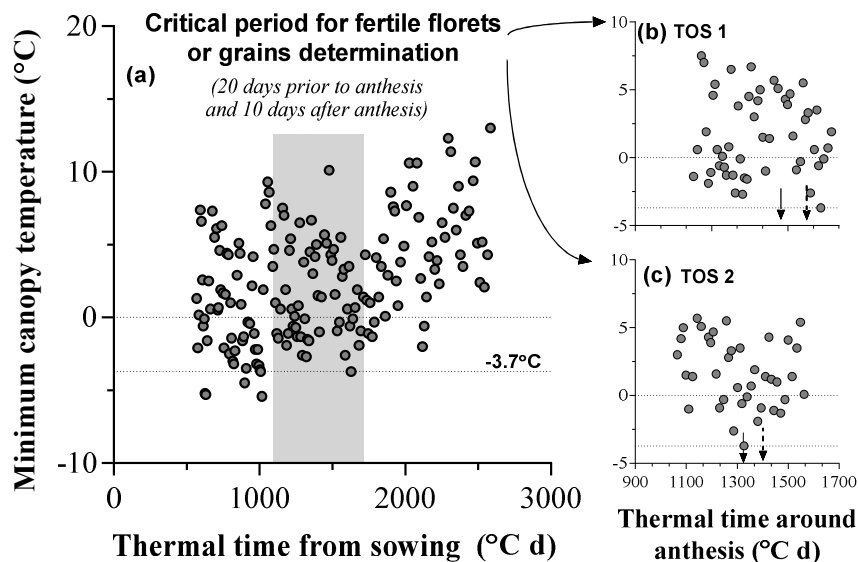 Critical period for fertile florets
or grains determination
(20 days prior to anthesis
and 10 days after anthesis)
(a)
20
10
0
-10
Minimum canopy temperature (°C)
-3.7°C
0
1000
2000
3000
Thermal time from sowing (°C d)
(b) TOS 1
10
5
0
-5
(c) TOS 2
10
5
0
-5
900
1100
1300
1500
1700
Thermal time around
anthesis (°C d)